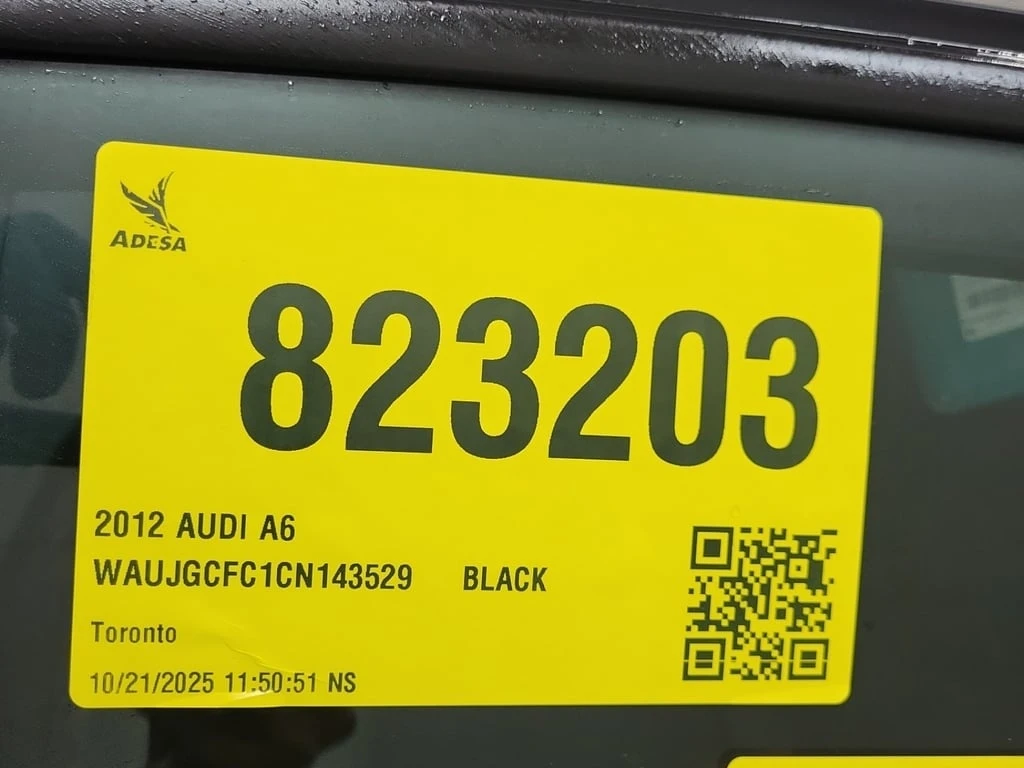 ADESA
823203
2012 AUDI A6
WAUJGCFC1CN143529 BLACK
Toronto
10/21/2025 11:50:51 NS